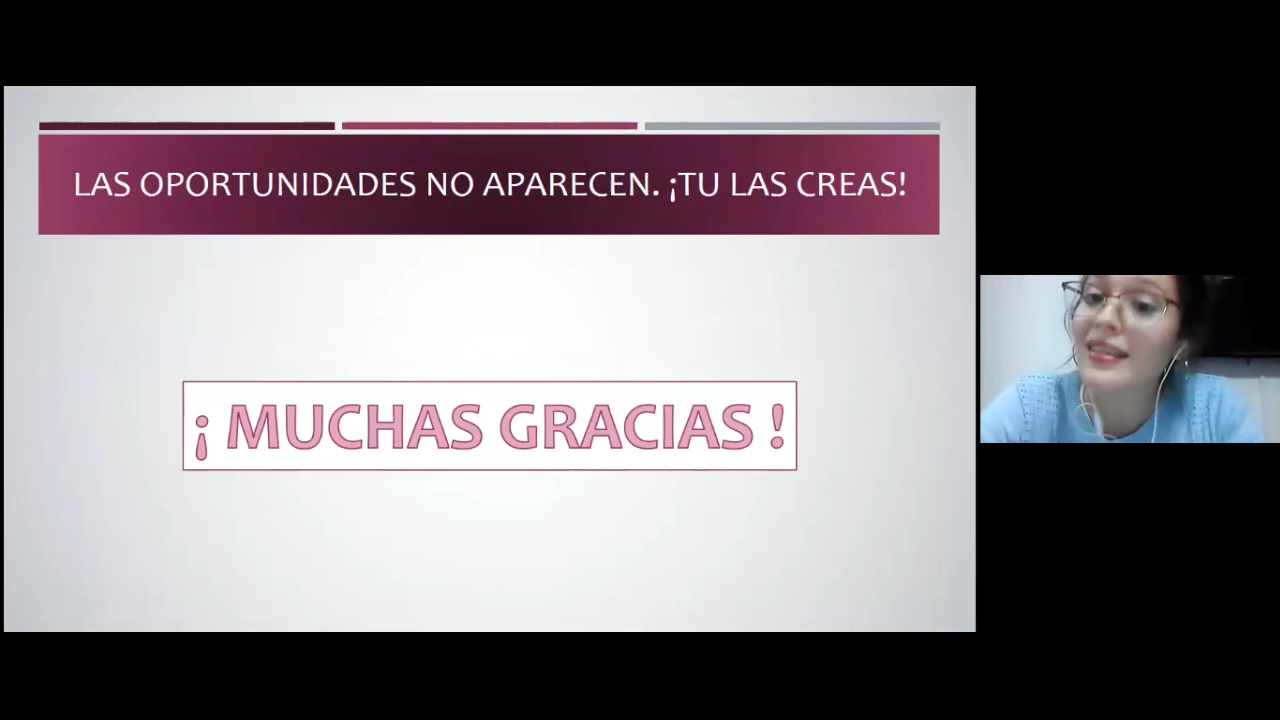 LAS OPORTUNIDADES NO APARECEN. ¡TU LAS CREAS!
¡ MUCHAS GRACIAS !